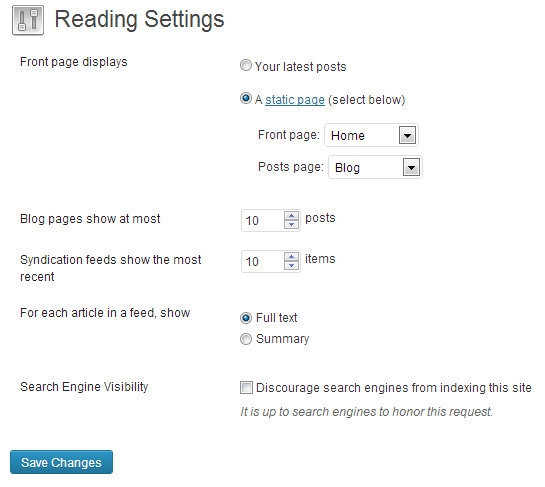 Reading Settings
Front page displays
Your latest posts
A static page (select below)
Front page: Home
Posts page: Blog
Blog pages show at most 10 posts
Syndication feeds show the most
recent
10 items
For each article in a feed, show
Full text
Summary
Search Engine Visibility
Discourage search engines from indexing this site
It is up to search engines to honor this request.
Save Changes